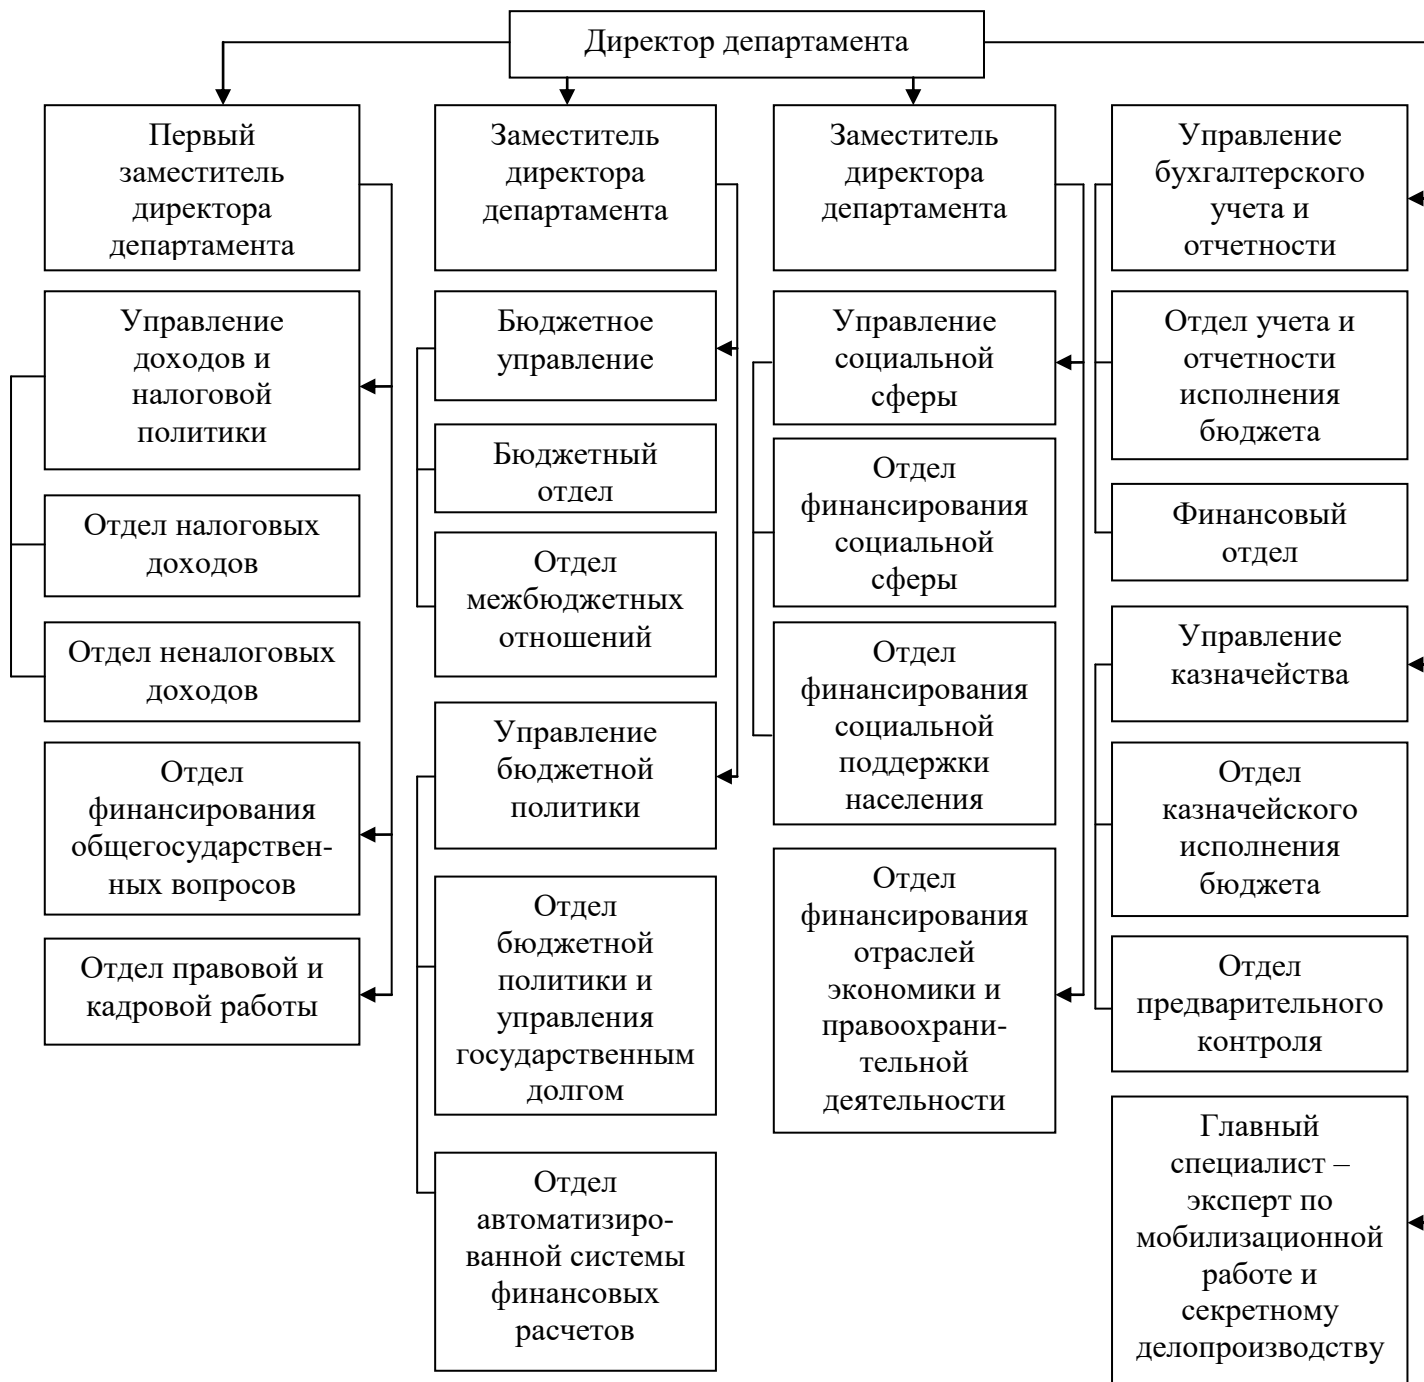 Директор департамента
Первый
заместитель
директора
департамента
Заместитель
директора
департамента
Заместитель
директора
департамента
Управление
бухгалтерского
учета и
отчетности
Управление
доходов и
налоговой
политики
Бюджетное
управление
Управление
социальной
сферы
Отдел учета и
отчетности
исполнения
бюджета
Бюджетный
отдел
Отдел
финансирования
социальной
сферы
Отдел налоговых
доходов
Финансовый
отдел
Отдел
межбюджетных
отношений
Отдел неналоговых
доходов
Отдел
финансирования
социальной
поддержки
населения
Управление
казначейства
Управление
бюджетной
политики
Отдел
финансирования
общегосударствен-
ных вопросов
Отдел
казначейского
исполнения
бюджета
Отдел
финансирования
отраслей
экономики и
правоохрани-
тельной
деятельности
Отдел
бюджетной
политики и
управления
государственным
долгом
Отдел правовой и
кадровой работы
Отдел
предварительного
контроля
Главный
специалист –
эксперт по
мобилизационной
работе и
секретному
делопроизводству
Отдел
автоматизиро-
ванной системы
финансовых
расчетов